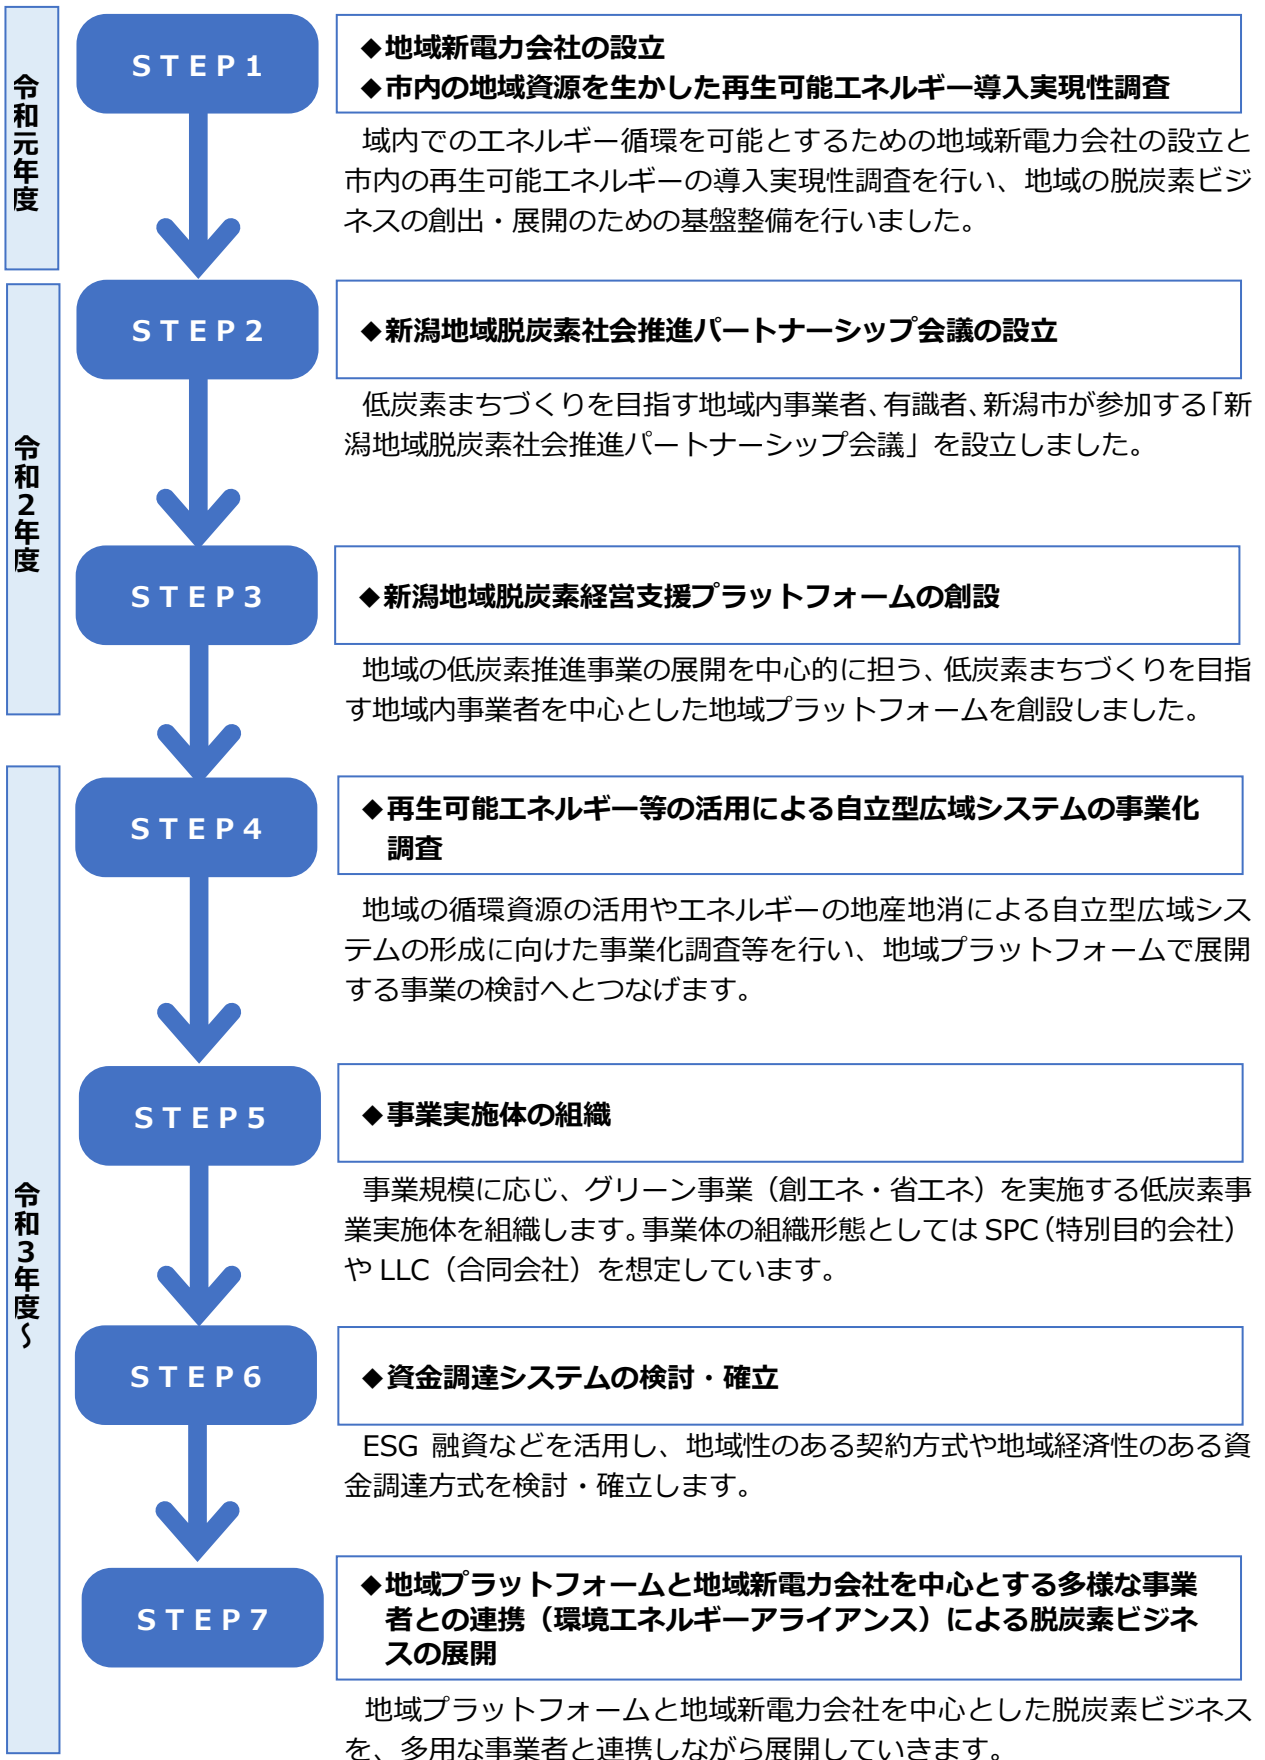 令和元年度
STEP1
◆地域新電力会社の設立
◆市内の地域資源を生かした再生可能エネルギー導入実現性調査
域内でのエネルギー循環を可能とするための地域新電力会社の設立と
市内の再生可能エネルギーの導入実現性調査を行い、地域の脱炭素ビジ
ネスの創出・展開のための基盤整備を行いました。
令和2年度
STEP2
◆新潟地域脱炭素社会推進パートナーシップ会議の設立
低炭素まちづくりを目指す地域内事業者、有識者、新潟市が参加する「新
潟地域脱炭素社会推進パートナーシップ会議」を設立しました。
STEP3
◆新潟地域脱炭素経営支援プラットフォームの創設
地域の低炭素推進事業の展開を中心的に担う、低炭素まちづくりを目指
す地域内事業者を中心とした地域プラットフォームを創設しました。
令和3年度～
STEP4
◆再生可能エネルギー等の活用による自立型広域システムの事業化
調査
地域の循環資源の活用やエネルギーの地産地消による自立型広域シス
テムの形成に向けた事業化調査等を行い、地域プラットフォームで展開
する事業の検討へとつなげます。
STEP5
◆事業実施体の組織
事業規模に応じ、グリーン事業（創エネ・省エネ）を実施する低炭素事
業実施体を組織します。事業体の組織形態としては SPC（特別目的会社）
や LLC（合同会社）を想定しています。
STEP6
◆資金調達システムの検討・確立
ESG 融資などを活用し、地域性のある契約方式や地域経済性のある資
金調達方式を検討・確立します。
STEP7
◆地域プラットフォームと地域新電力会社を中心とする多様な事業
者との連携（環境エネルギーアライアンス）による脱炭素ビジネ
スの展開
地域プラットフォームと地域新電力会社を中心とした脱炭素ビジネス
を、多用な事業者と連携しながら展開していきます。